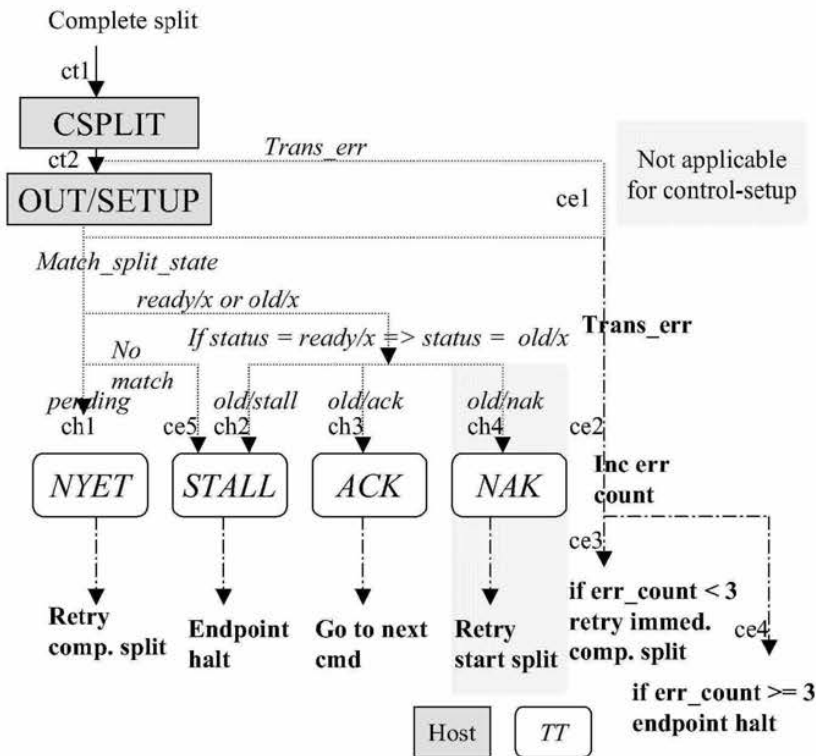 Complete split
ct1
CSPLIT
ct2
Trans_err
Not applicable
for control-setup
OUT/SETUP
ce1
Match_split_state
ready/x or old/x
Trans_err
If status = ready/x => status = old/x
No
match
pending
old/stall
old/ack
old/nak
ch1
ce5
ch2
ch3
ch4
ce2
NYET
STALL
ACK
NAK
Inc err
count
ce3
Retry
comp. split
Endpoint
halt
Go to next
cmd
Retry
start split
if err_count < 3
retry immed.
comp. split
ce4
if err_count >= 3
endpoint halt
Host
TT